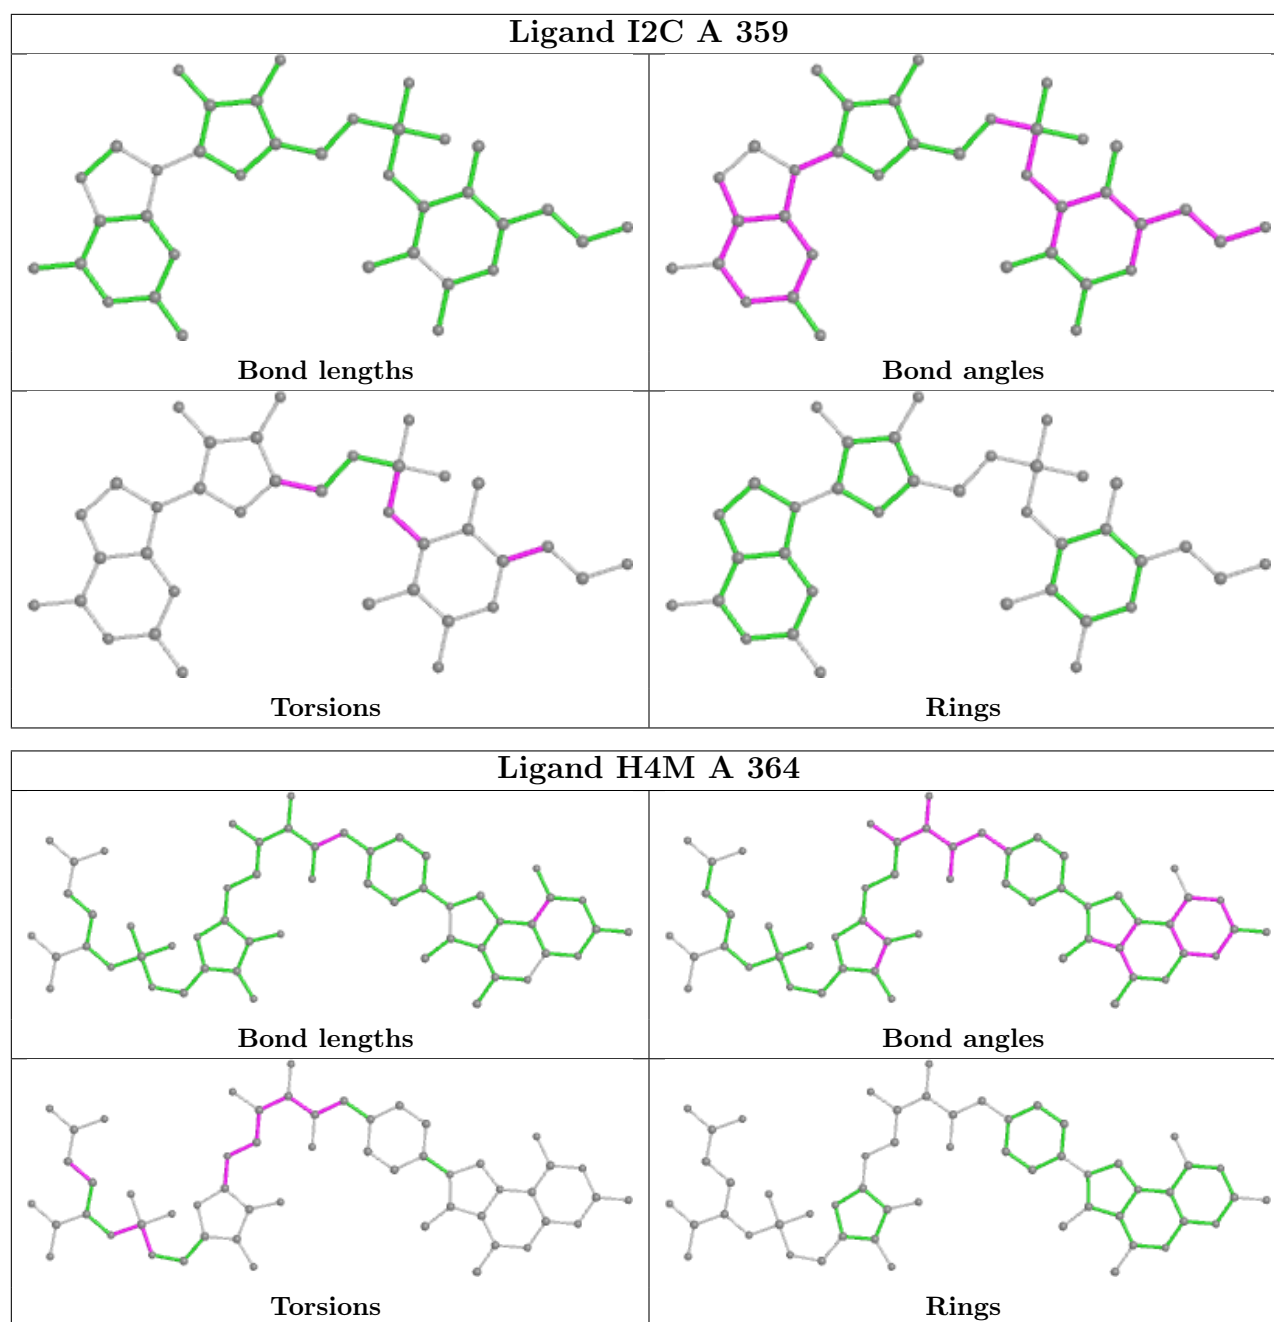 Ligand I2C A 359
Bond lengths
Bond angles
Torsions
Rings
Ligand H4M A 364
Bond lengths
Bond angles
Torsions
Rings